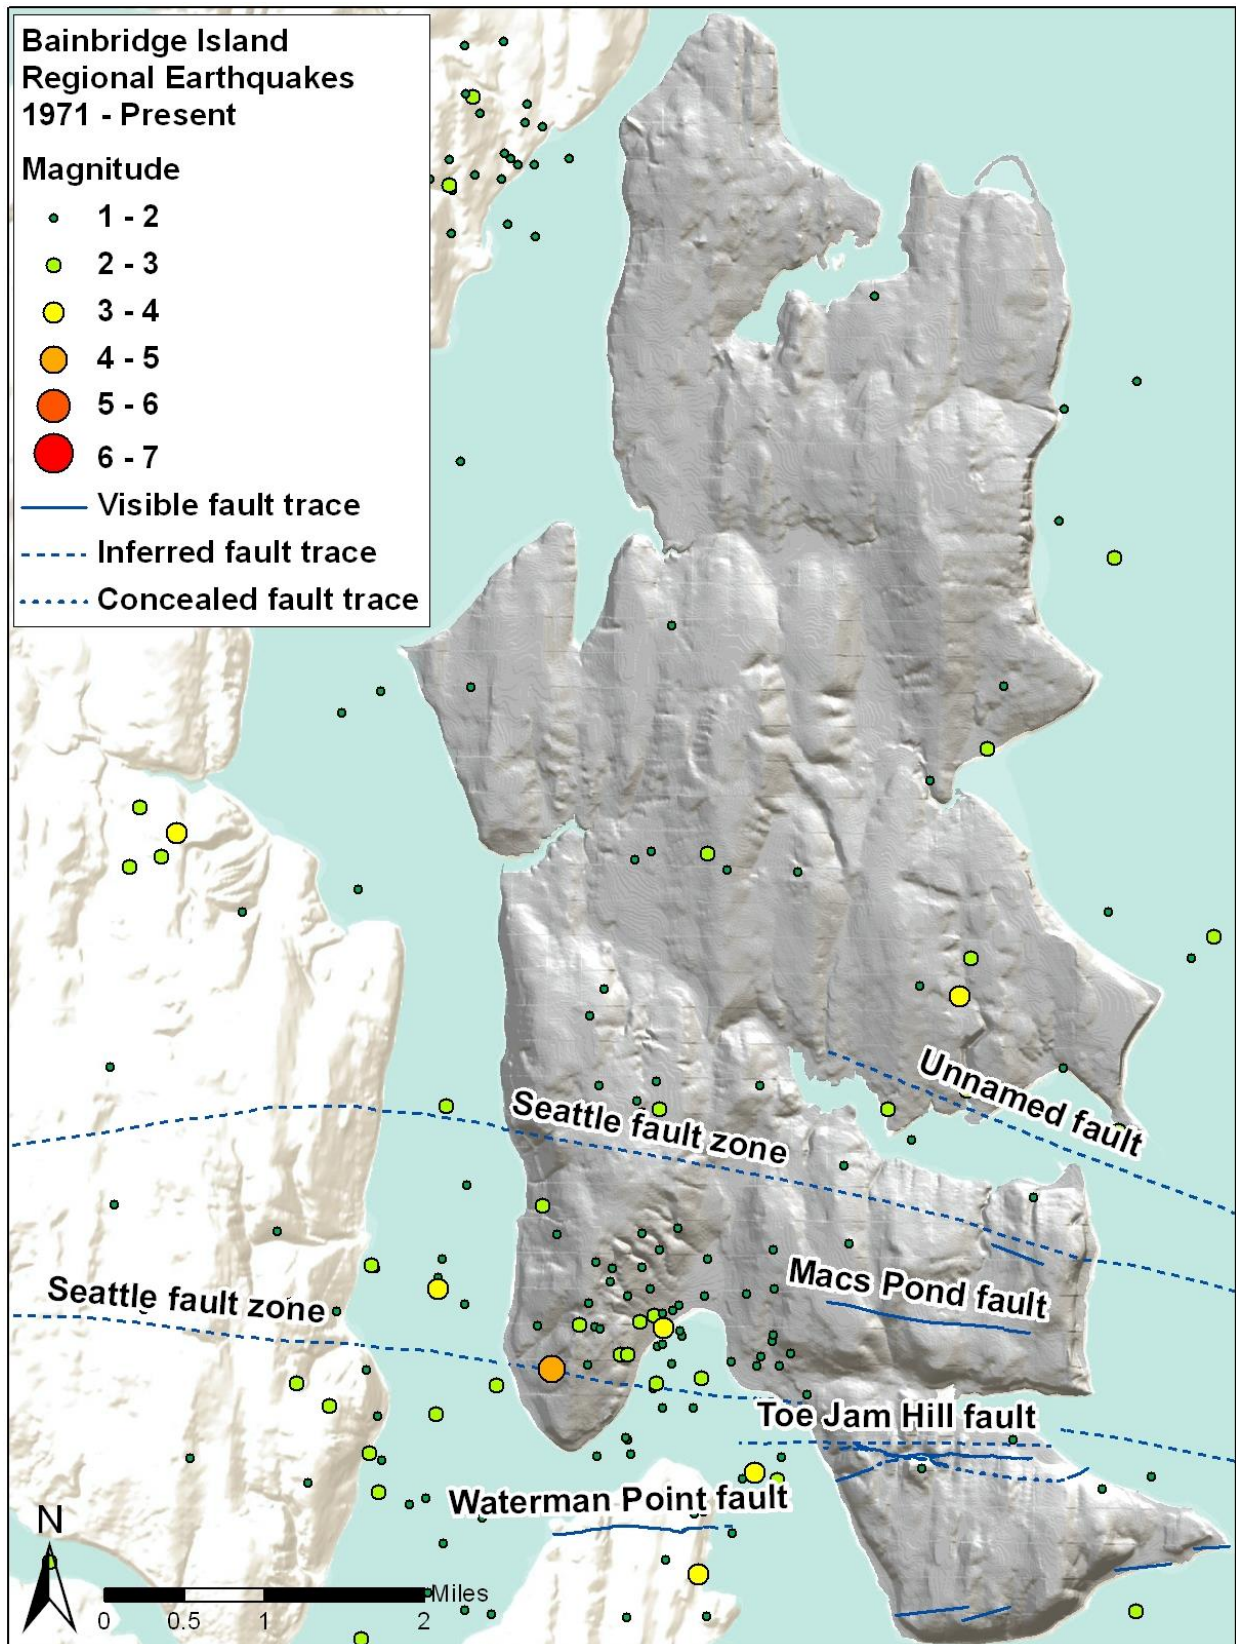 Bainbridge Island
Regional Earthquakes
1971 - Present
Magnitude
1 - 2
2 - 3
3 - 4
4 - 5
5 - 6
6 - 7
Visible fault trace
Inferred fault trace
Concealed fault trace
Unnamed fault
Seattle fault zone
Macs Pond fault
Seattle fault zone
Toe Jam Hill fault
Waterman Point fault
N
Miles
0 0.5 1 2